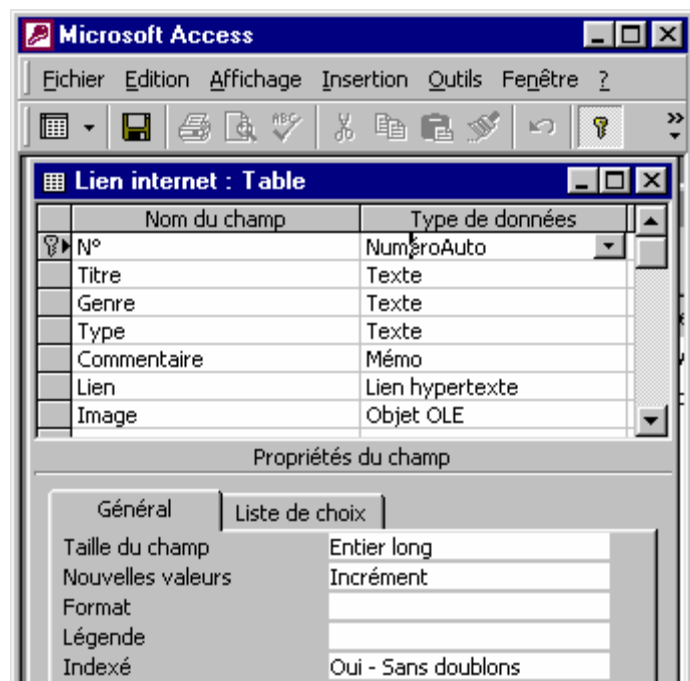 Microsoft Access
Fichier Edition Affichage Insertion Outils Fenêtre ?
ABC
Lien internet : Table
Nom du champ Type de données
N° NuméroAuto
Titre Texte
Genre Texte
Type Texte
Commentaire Mémo
Lien Lien hypertexte
Image Objet OLE
Propriétés du champ
Général Liste de choix
Taille du champ Entier long
Nouvelles valeurs Incrément
Format
Légende
Indexé Oui - Sans doublons